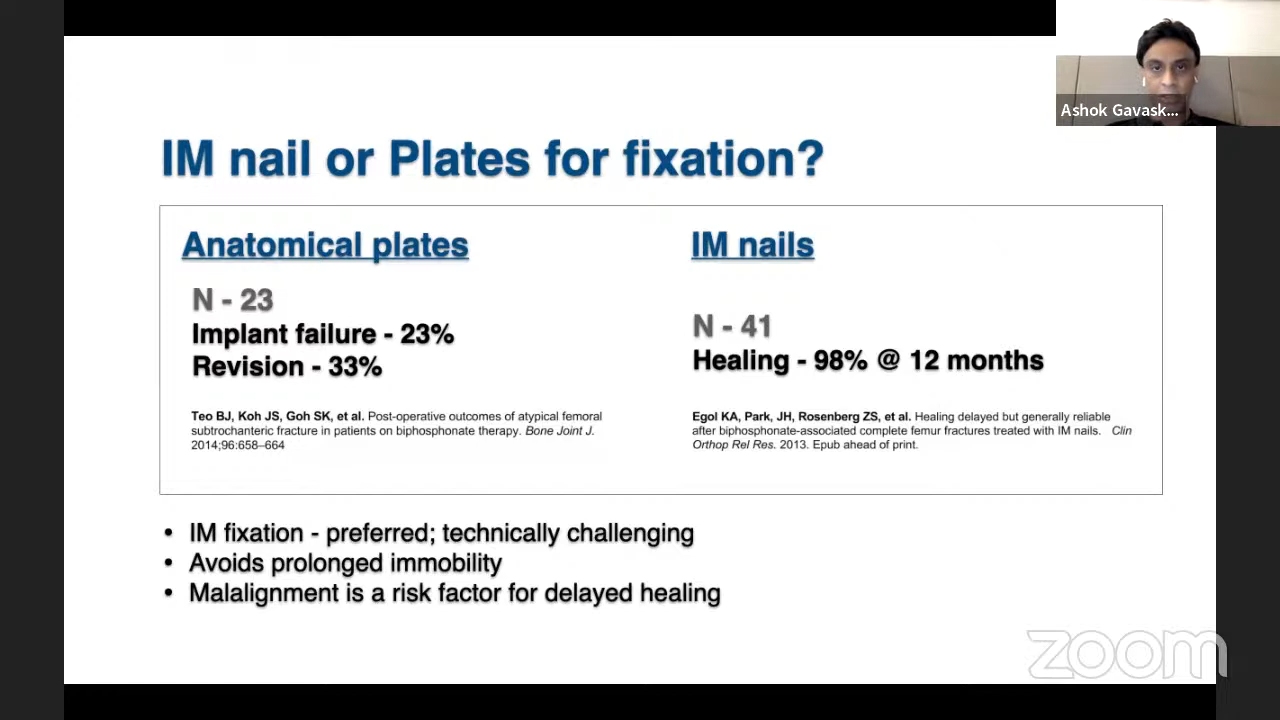 Ashok Gavask...
IM nail or Plates for fixation?
Anatomical plates
N - 23
Implant failure - 23%
Revision - 33%
Teo BJ, Koh JS, Goh SK, et al. Post-operative outcomes of atypical femoral
subtrochanteric fracture in patients on biphosphonate therapy. Bone Joint J.
2014;96:658–664
IM nails
N - 41
Healing - 98% @ 12 months
Egol KA, Park, JH, Rosenberg ZS, et al. Healing delayed but generally reliable
after biphosphonate-associated complete femur fractures treated with IM nails. Clin
Orthop Rel Res. 2013. Epub ahead of print.
• IM fixation - preferred; technically challenging
• Avoids prolonged immobility
• Malalignment is a risk factor for delayed healing
zoom